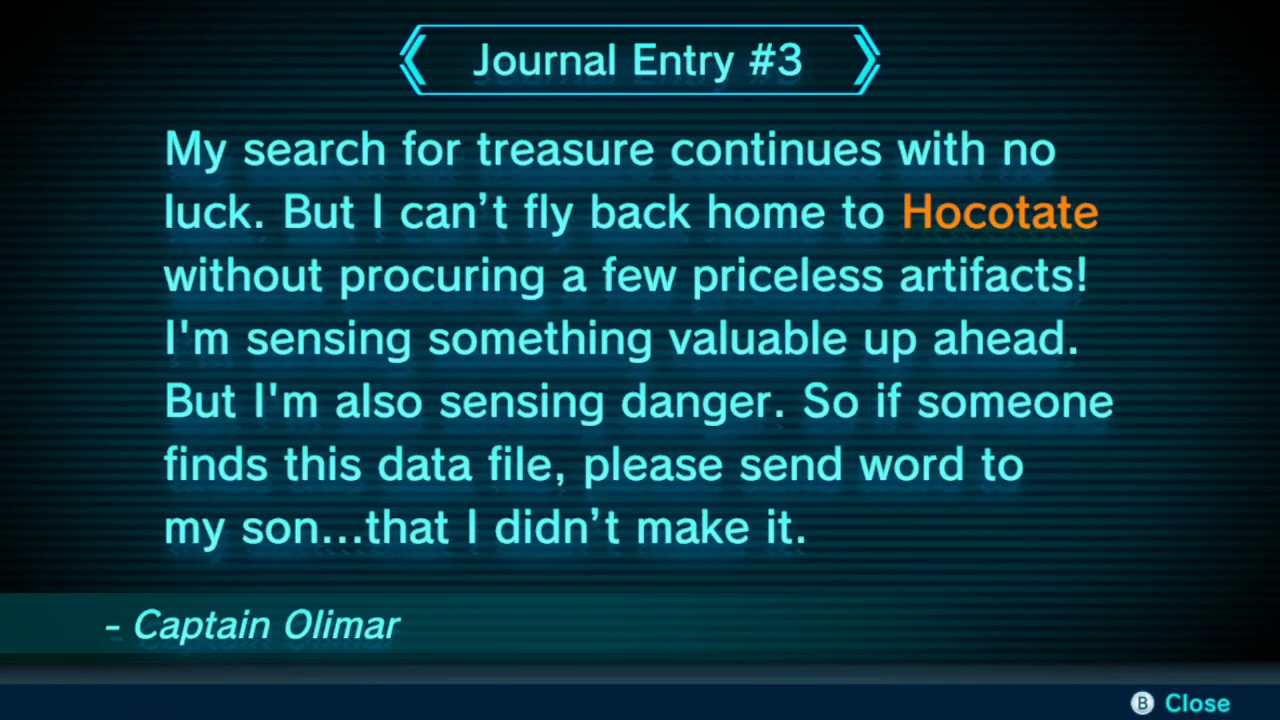 Journal Entry #3
My search for treasure continues with no
luck. But I can’t fly back home to Hocotate
without procuring a few priceless artifacts!
I'm sensing something valuable up ahead.
But I'm also sensing danger. So if someone
finds this data file, please send word to
my son...that I didn’t make it.
- Captain Olimar
B Close